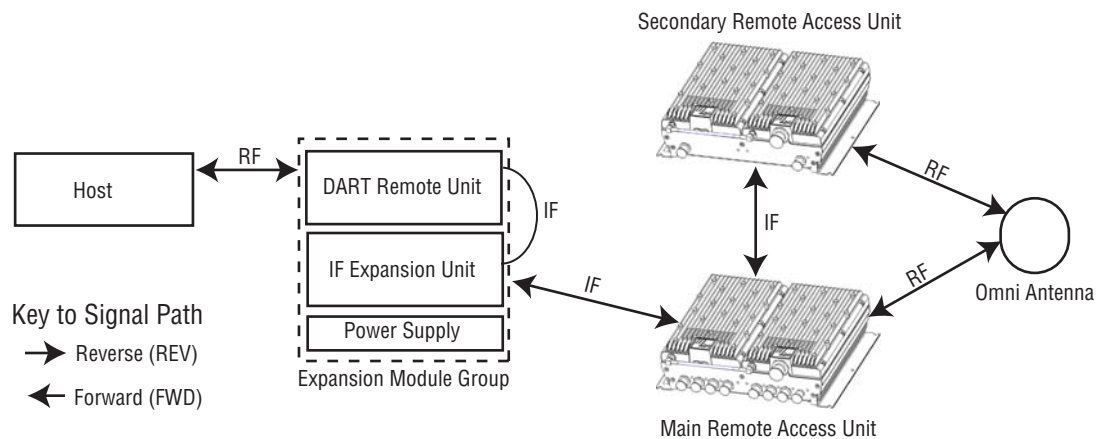 Secondary Remote Access Unit
RF
Host
DART Remote Unit
IF
IF Expansion Unit
Power Supply
Expansion Module Group
IF
IF
RF
RF
Omni Antenna
Main Remote Access Unit
Key to Signal Path
Reverse (REV)
Forward (FWD)